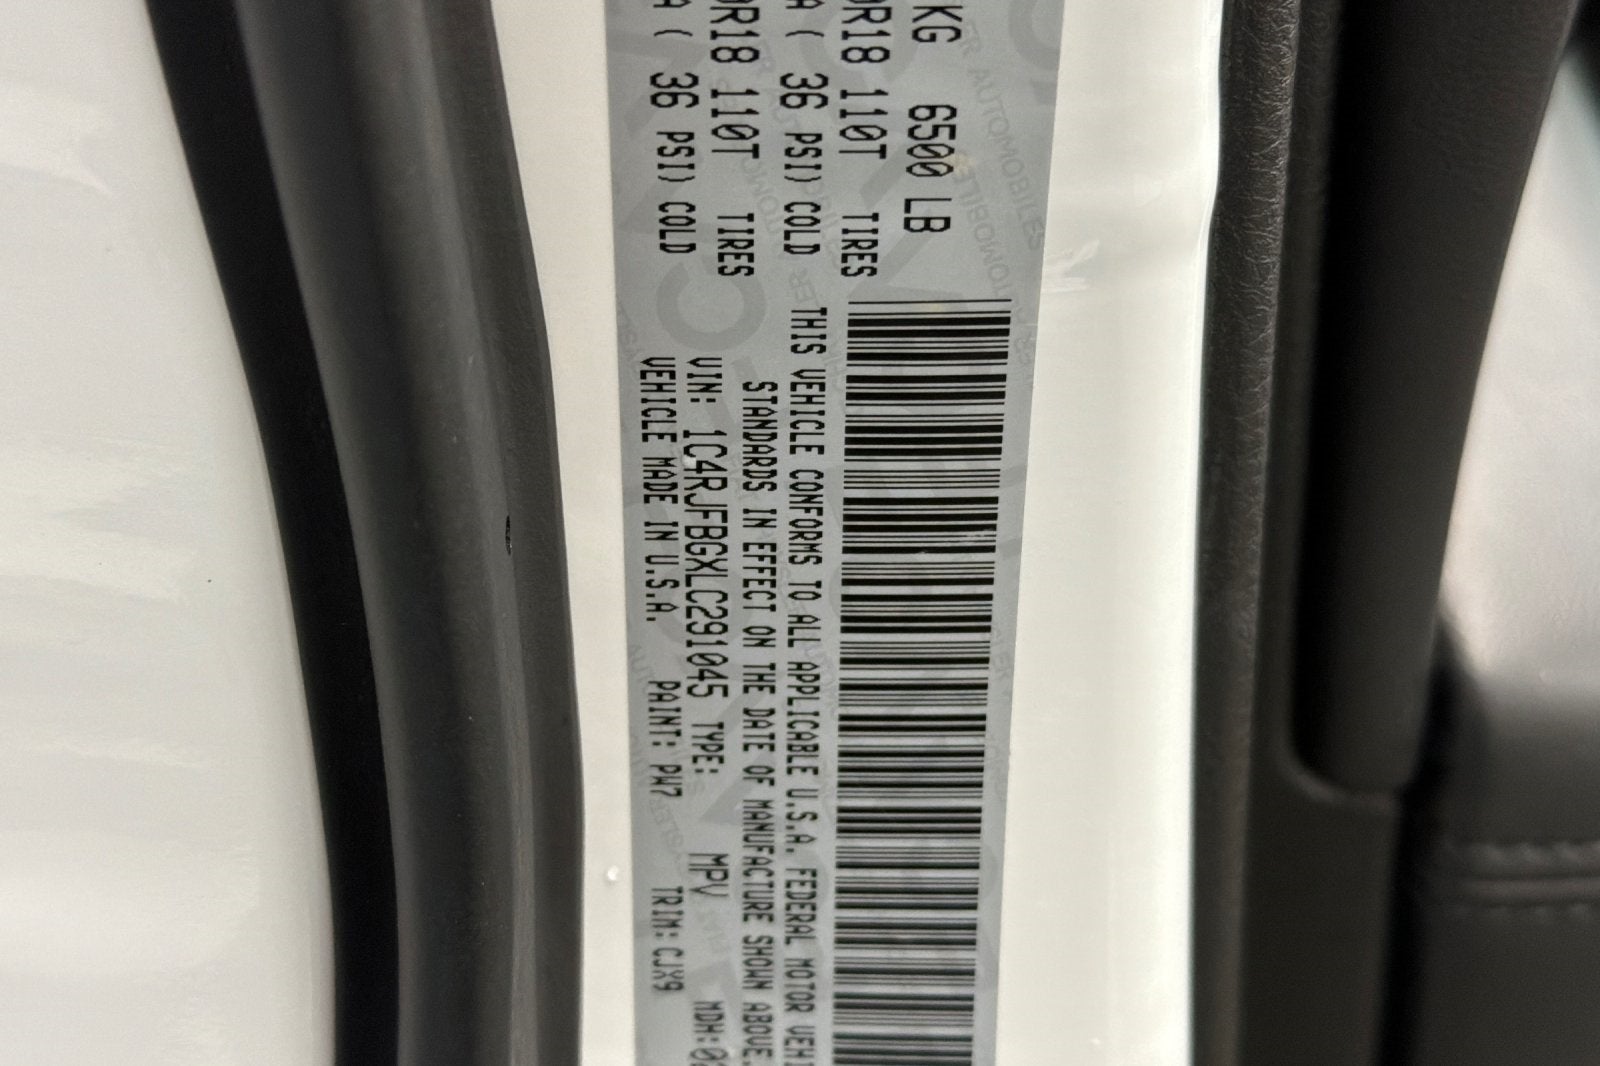 KG 6500 LB
R18 110T TIRES
( 36 PSI) COLD
R18 110T TIRES
( 36 PSI) COLD
THIS VEHICLE CONFORMS TO ALL APPLICABLE U.S.A. FEDERAL MOTOR VEHI
STANDARDS IN EFFECT ON THE DATE OF MANUFACTURE SHOWN ABOVE.
VIN: 1C4RJFBGXLC291045 TYPE: MPV MDH:0
VEHICLE MADE IN U.S.A. PAINT: PW7 TRIM: CJX9